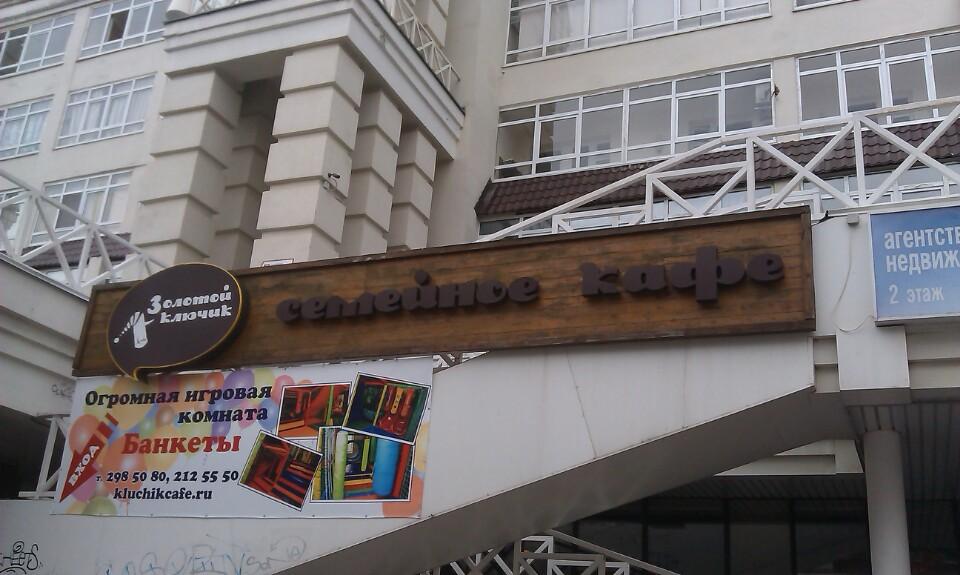 Золотой
ключик
семейное кафе
Огромная игровая
комната
Банкеты
ВХОД
т. 298 50 80, 212 55 50
kluchikcafe.ru
агентств
недвиж
2 этаж